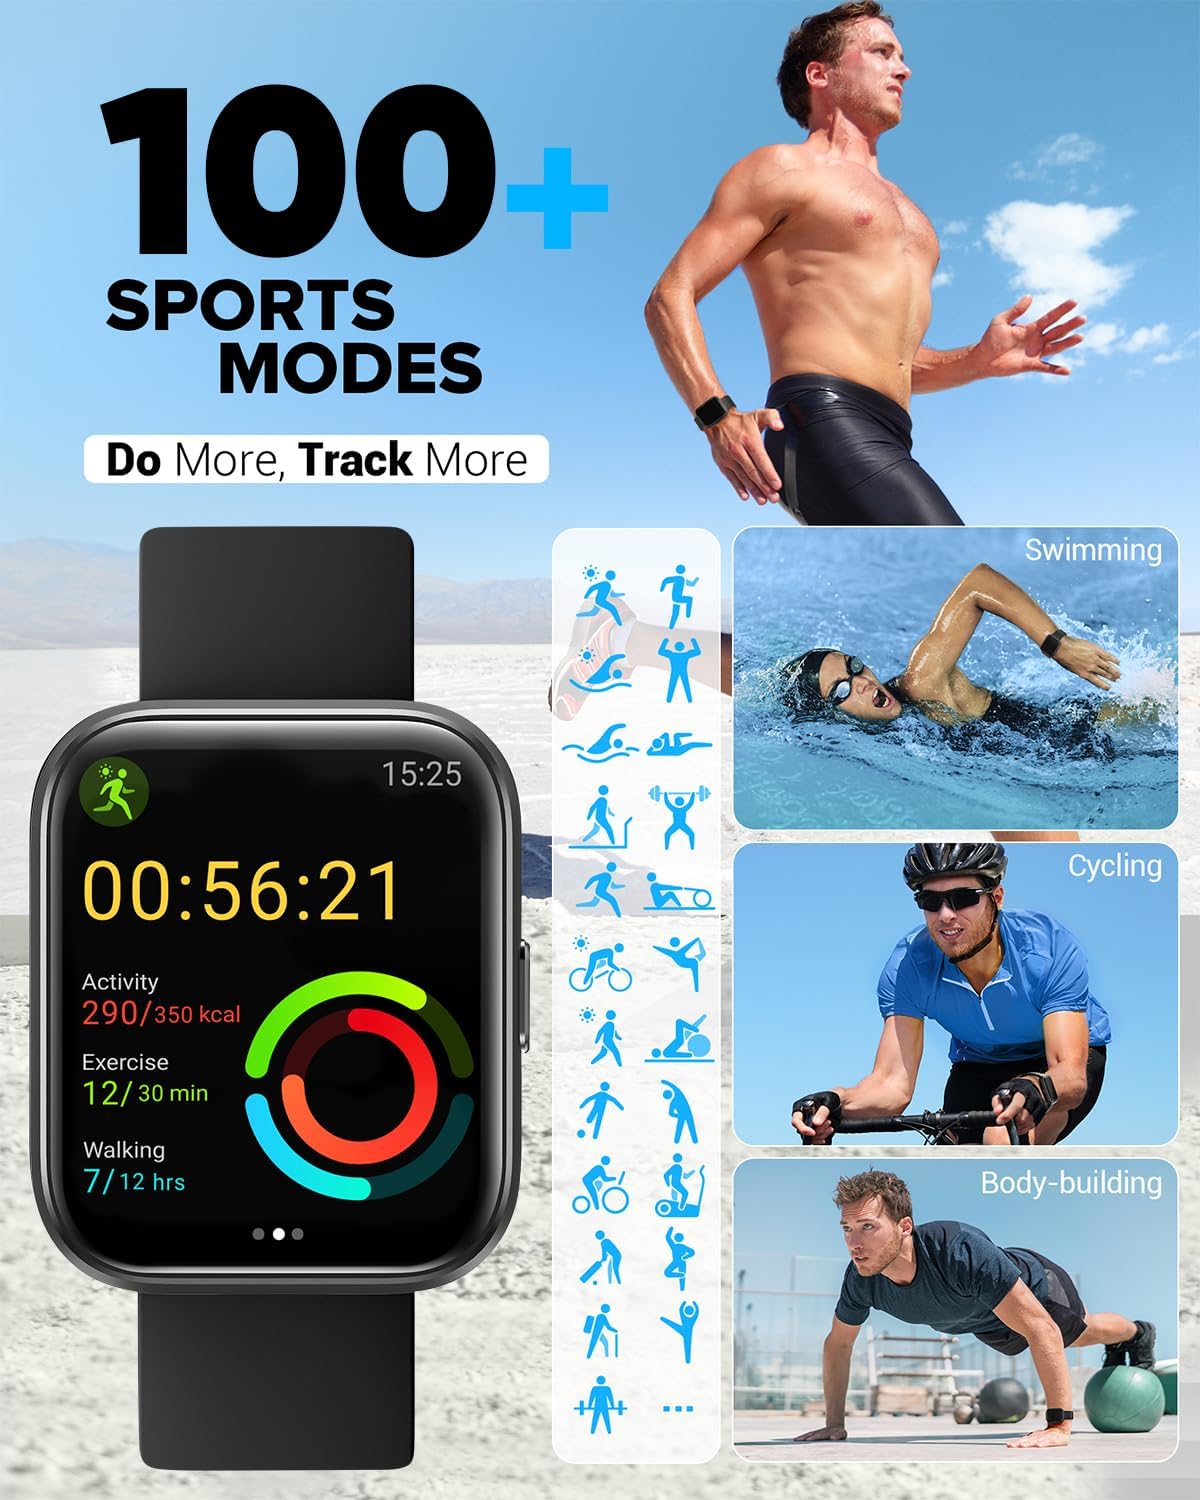 100+
SPORTS
MODES
Do More, Track More
15:25
00:56:21
Activity
290/350 kcal
Exercise
12/30 min
Walking
7/12 hrs
...
Swimming
Cycling
Body-building